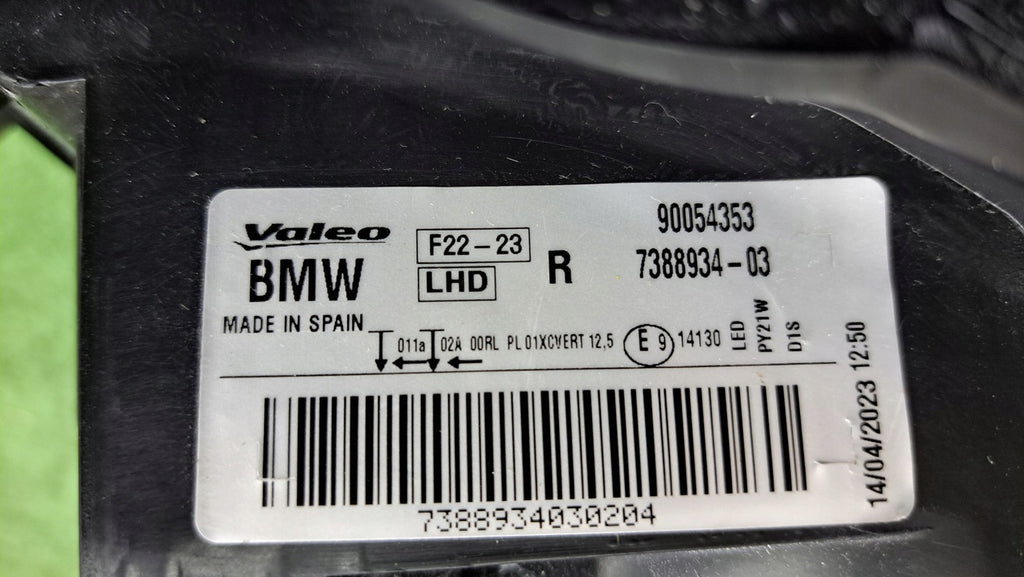 Valeo
BMW
MADE IN SPAIN
F22-23
LHD
R
90054353
7388934-03
011a 02A 00RL PL 01XCVERT 12,5 E 9 14130
LED
PY21W
D1S
14/04/2023 12:50
7388934030204